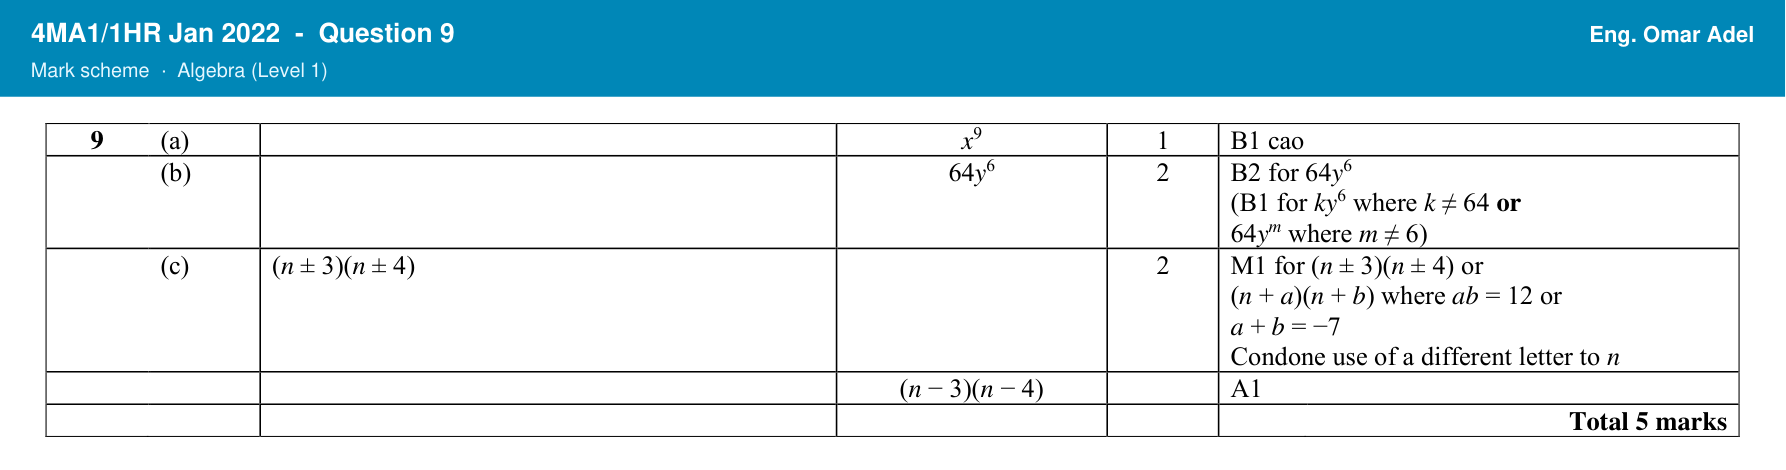 4MA1/1HR Jan 2022 - Question 9
Eng. Omar Adel
Mark scheme · Algebra (Level 1)
9 (a) x⁹ 1 B1 cao
(b) 64y⁶ 2 B2 for 64y⁶
(B1 for ky⁶ where k ≠ 64 or
64yᵐ where m ≠ 6)
(c) (n ± 3)(n ± 4) 2 M1 for (n ± 3)(n ± 4) or
(n + a)(n + b) where ab = 12 or
a + b = −7
Condone use of a different letter to n
(n − 3)(n − 4) A1
Total 5 marks